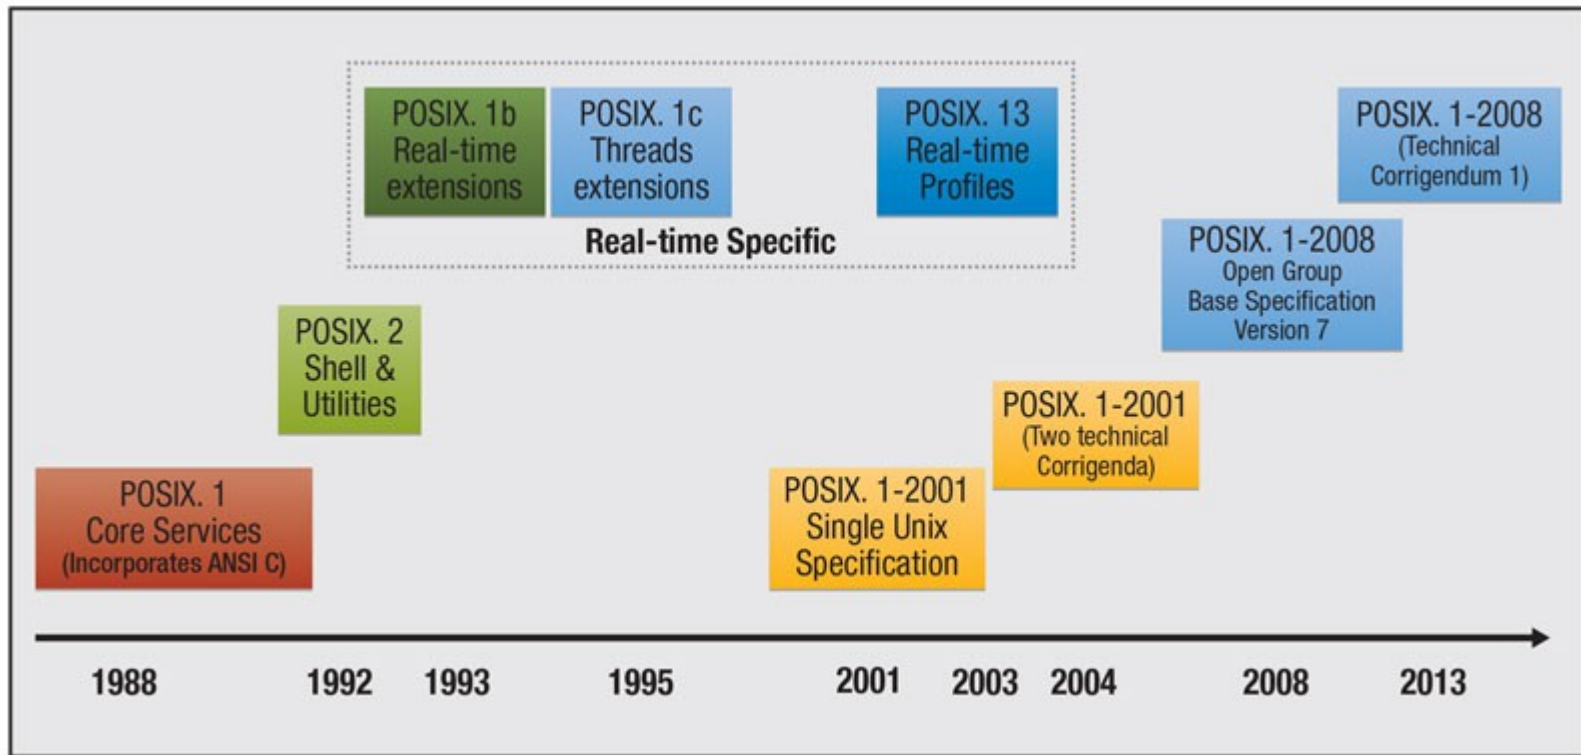 POSIX. 1b
Real-time
extensions
POSIX. 1c
Threads
extensions
POSIX. 13
Real-time
Profiles
Real-time Specific
POSIX. 1-2008
(Technical
Corrigendum 1)
POSIX. 1-2008
Open Group
Base Specification
Version 7
POSIX. 2
Shell &
Utilities
POSIX. 1-2001
(Two technical
Corrigenda)
POSIX. 1
Core Services
(Incorporates ANSI C)
POSIX. 1-2001
Single Unix
Specification
1988 1992 1993 1995 2001 2003 2004 2008 2013